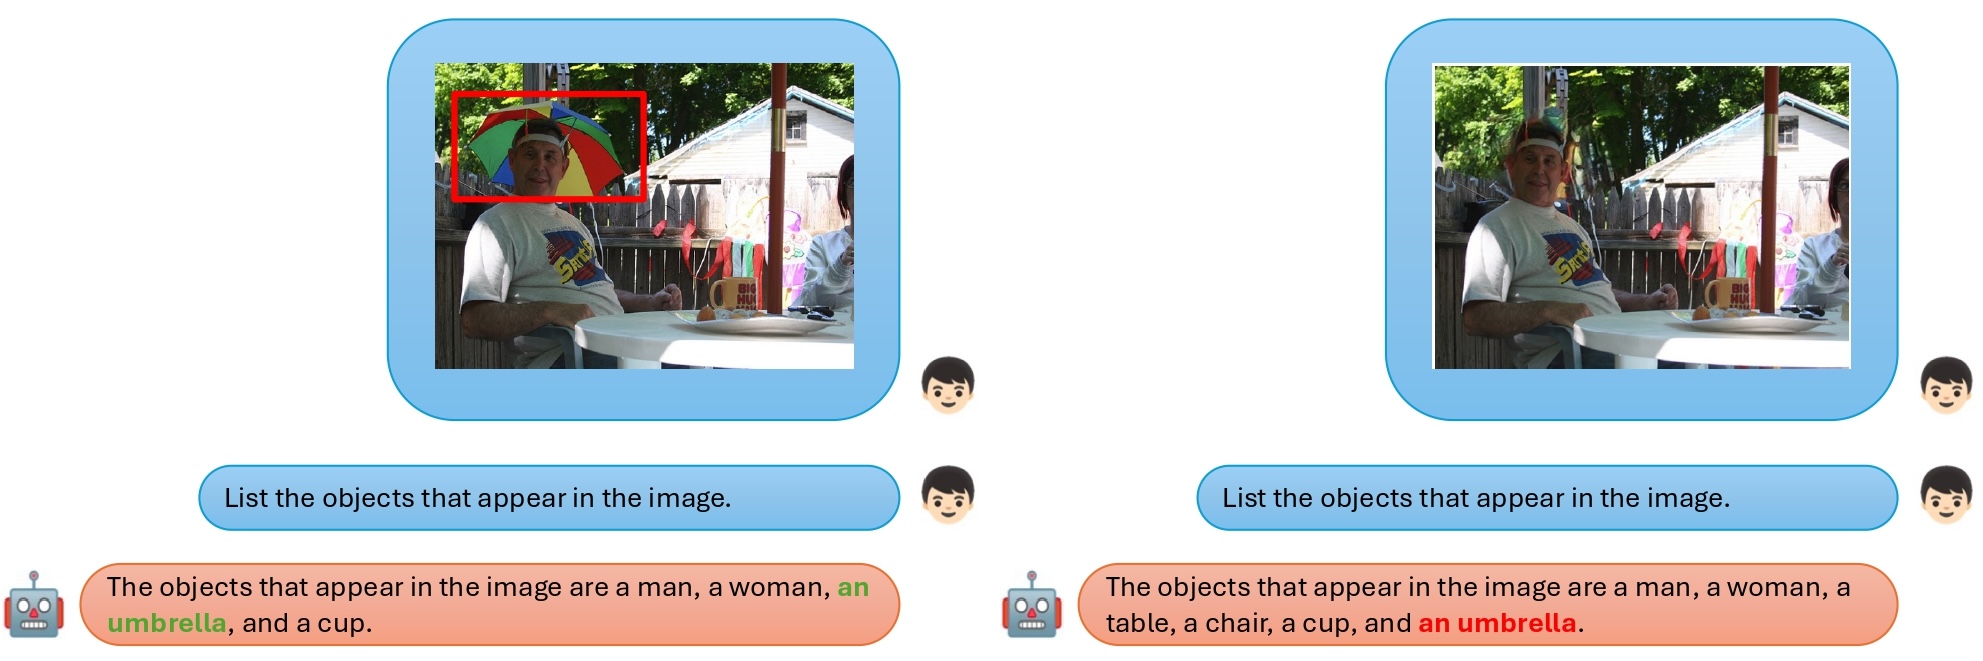 BIG
List the objects that appear in the image.
The objects that appear in the image are a man, a woman, an
umbrella, and a cup.
BIG
List the objects that appear in the image.
The objects that appear in the image are a man, a woman, a
table, a chair, a cup, and an umbrella.